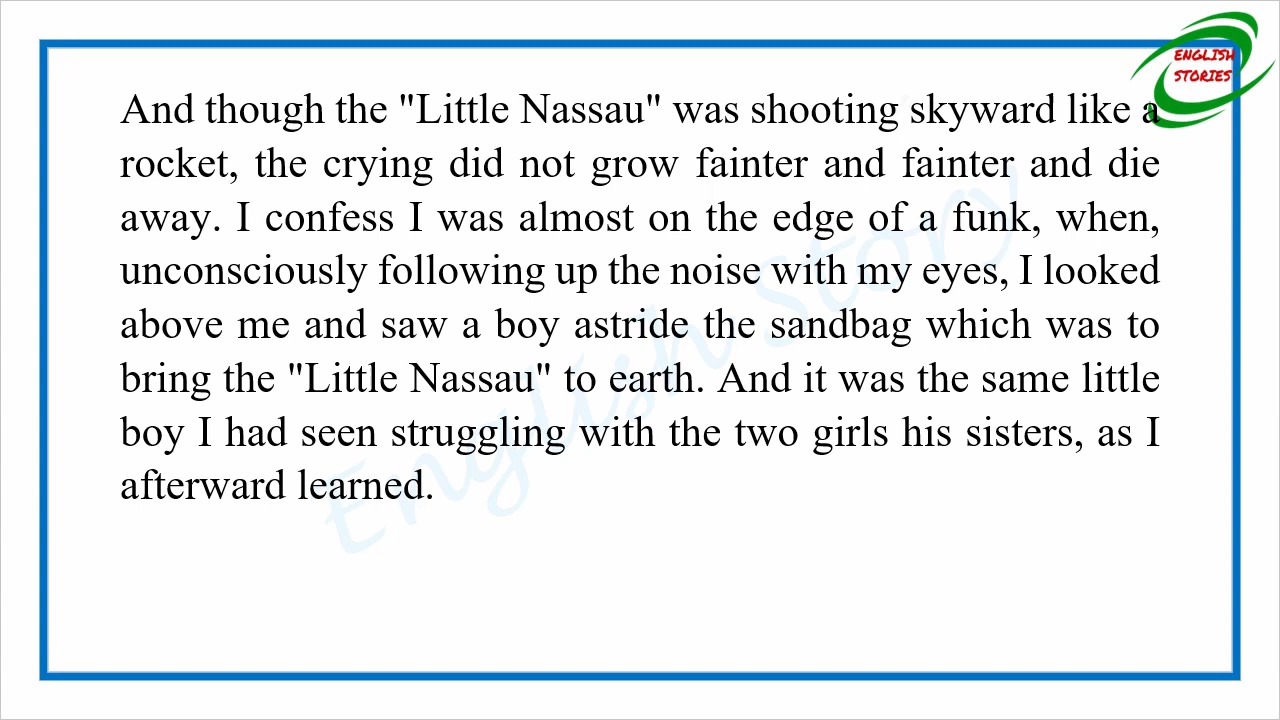 ENGLISH
STORIES
And though the "Little Nassau" was shooting skyward like a
rocket, the crying did not grow fainter and fainter and die
away. I confess I was almost on the edge of a funk, when,
unconsciously following up the noise with my eyes, I looked
above me and saw a boy astride the sandbag which was to
bring the "Little Nassau" to earth. And it was the same little
boy I had seen struggling with the two girls his sisters, as I
afterward learned.
English Story